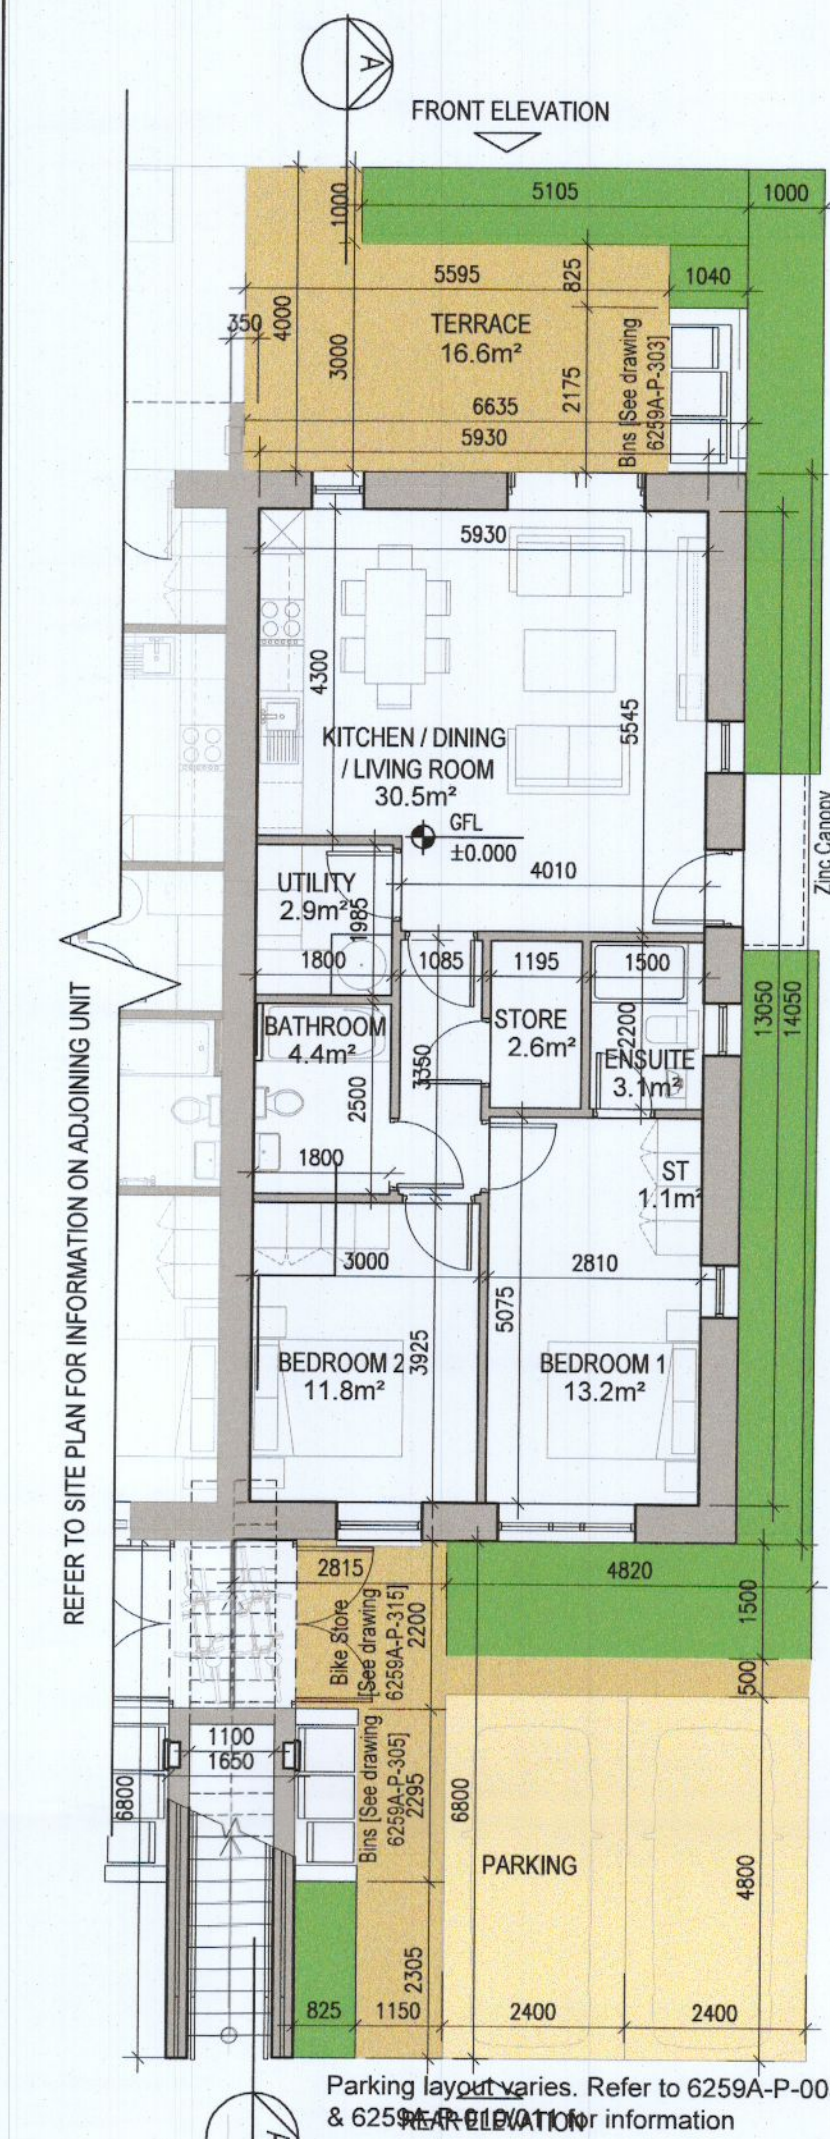 A
FRONT ELEVATION
1000
5105
1000
5595
825
1040
350
4000
3000
TERRACE
16.6m²
2175
Bins [See drawing
6259A-P-303]
6635
5930
5930
4300
5545
KITCHEN / DINING
/ LIVING ROOM
30.5m²
GFL
±0.000
4010
Zinc Canopy
UTILITY
2.9m²
1985
1800
1085
1195
1500
13050
14050
BATHROOM
4.4m²
3350
STORE
2.6m²
2200
ENSUITE
3.1m²
2500
1800
ST
1.1m²
REFER TO SITE PLAN FOR INFORMATION ON ADJOINING UNIT
3000
2810
5075
3925
BEDROOM 2
11.8m²
BEDROOM 1
13.2m²
2815
4820
Bike Store
[See drawing
6259A-P-315]
2200
1500
500
1100
1650
Bins [See drawing
6259A-P-305]
2295
6800
6800
PARKING
4800
2305
825
1150
2400
2400
Parking layout varies. Refer to 6259A-P-00
& 6259A-P-010/011 for information
REAR ELEVATION
A